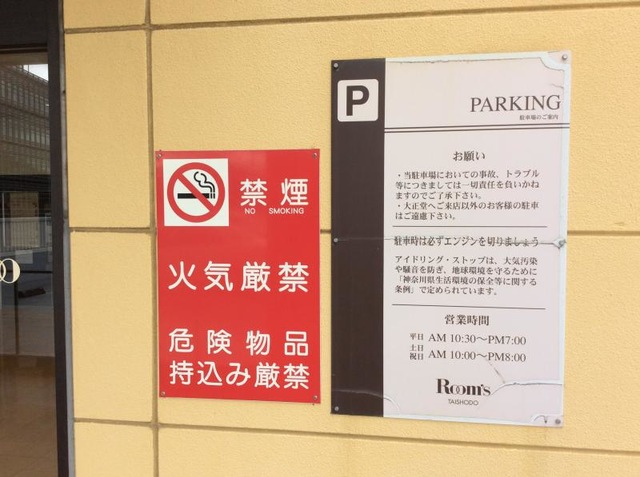 禁煙
NO SMOKING
火気厳禁
危険物品
持込み厳禁
P
PARKING
駐車場のご案内
お願い
・当駐車場においての事故、トラブル
等につきましては一切責任を負いかね
ますのでご了承下さい。
・大正堂へご来店以外のお客様の駐車
はご遠慮下さい。
駐車時は必ずエンジンを切りましょう
アイドリング・ストップは、大気汚染
や騒音を防ぎ、地球環境を守るために
「神奈川県生活環境の保全等に関する
条例」で定められています。
営業時間
平日 AM 10:30～PM7:00
土日
祝日 AM 10:00～PM8:00
Room's
TAISHODO